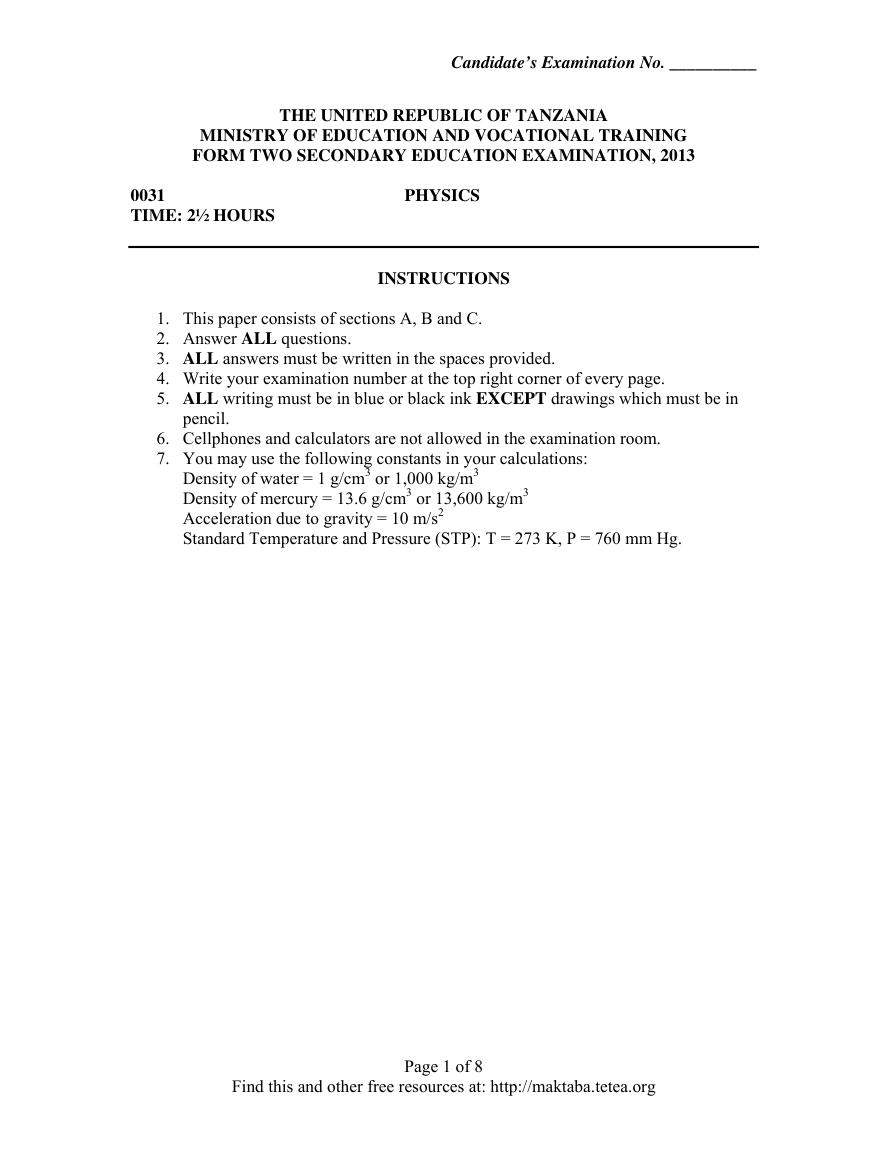 Candidate's Examination No. __________
THE UNITED REPUBLIC OF TANZANIA
MINISTRY OF EDUCATION AND VOCATIONAL TRAINING
FORM TWO SECONDARY EDUCATION EXAMINATION, 2013
0031 PHYSICS
TIME: 2½ HOURS
INSTRUCTIONS
1. This paper consists of sections A, B and C.
2. Answer ALL questions.
3. ALL answers must be written in the spaces provided.
4. Write your examination number at the top right corner of every page.
5. ALL writing must be in blue or black ink EXCEPT drawings which must be in
pencil.
6. Cellphones and calculators are not allowed in the examination room.
7. You may use the following constants in your calculations:
Density of water = 1 g/cm³ or 1,000 kg/m³
Density of mercury = 13.6 g/cm³ or 13,600 kg/m³
Acceleration due to gravity = 10 m/s²
Standard Temperature and Pressure (STP): T = 273 K, P = 760 mm Hg.
Page 1 of 8
Find this and other free resources at: http://maktaba.tetea.org